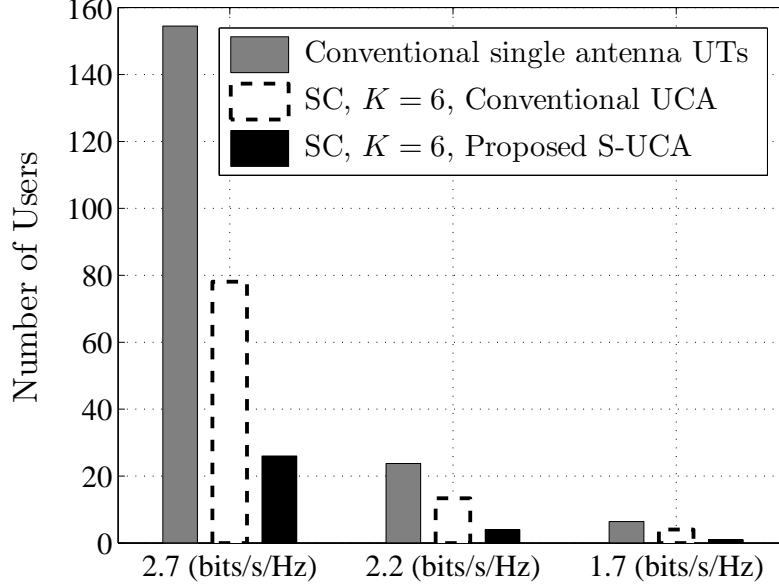 160
140
120
100
80
60
40
20
0
Number of Users
Conventional single antenna UTs
SC, K = 6, Conventional UCA
SC, K = 6, Proposed S-UCA
2.7 (bits/s/Hz)
2.2 (bits/s/Hz)
1.7 (bits/s/Hz)